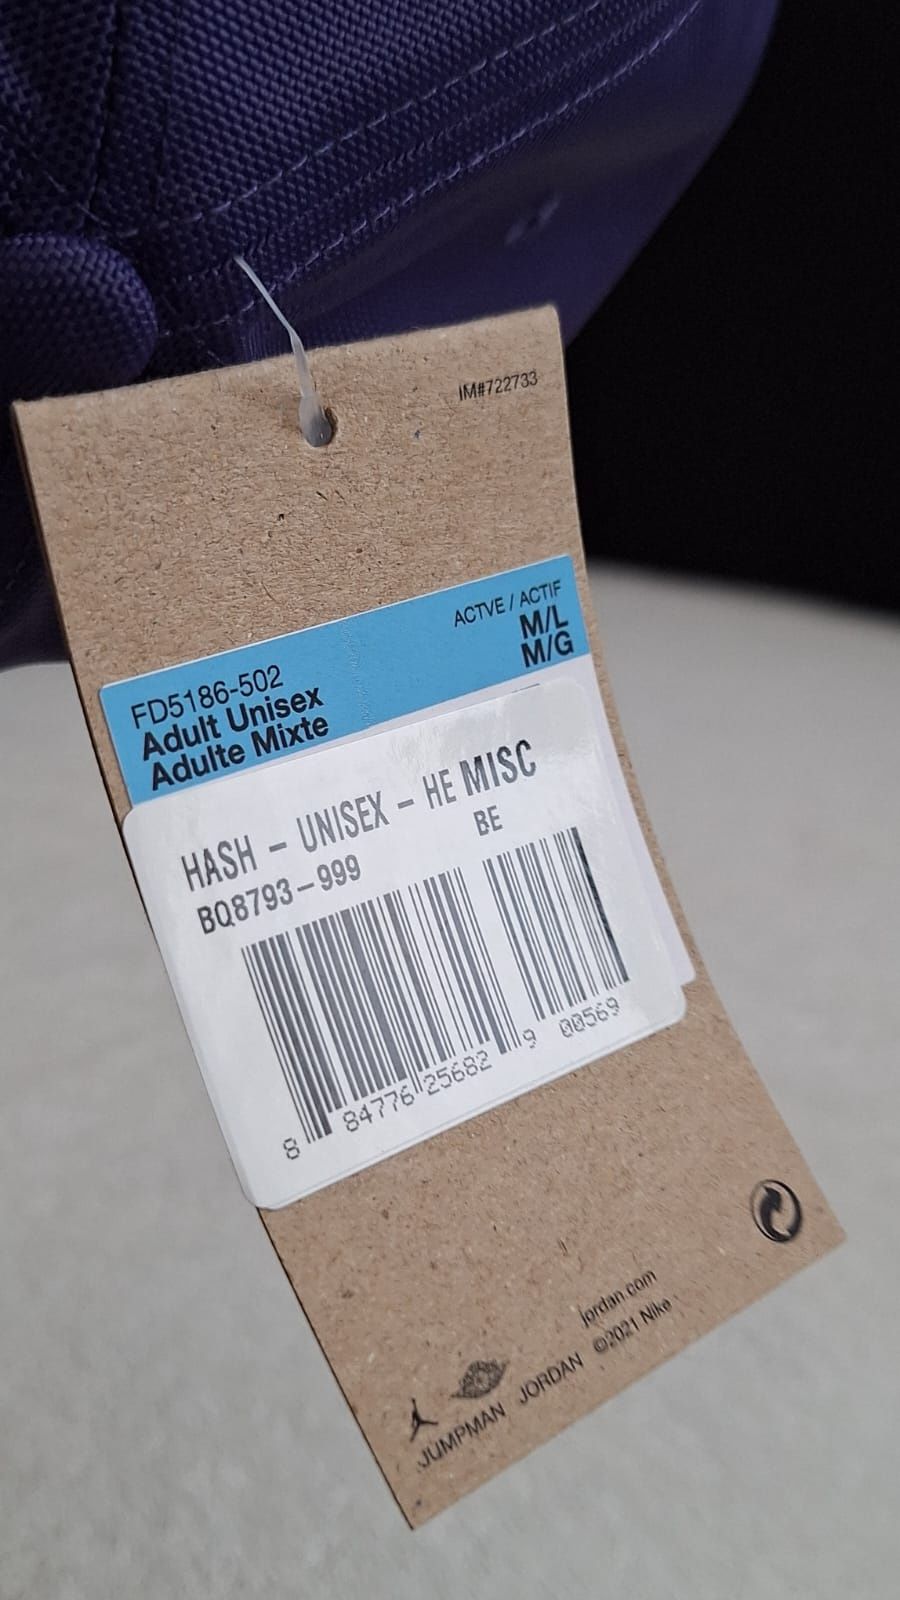 IM#722733
ACTVE / ACTIF
M/L
M/G
FD5186-502
Adult Unisex
Adulte Mixte
HASH - UNISEX - HE MISC
BQ8793-999 BE
8 84776 25682 9 00569
jordan.com
JUMPMAN JORDAN ©2021 Nike